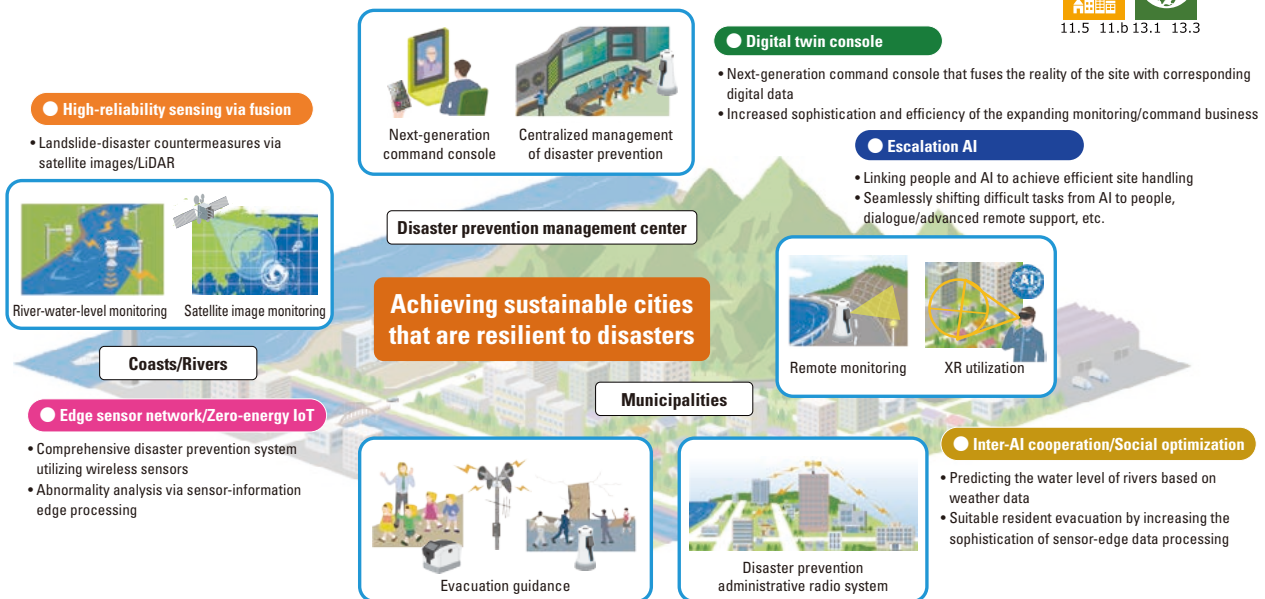 11.5 11.b 13.1 13.3
Digital twin console
• Next-generation command console that fuses the reality of the site with corresponding
digital data
• Increased sophistication and efficiency of the expanding monitoring/command business
High-reliability sensing via fusion
• Landslide-disaster countermeasures via
satellite images/LiDAR
Next-generation
command console
Centralized management
of disaster prevention
Escalation AI
• Linking people and AI to achieve efficient site handling
• Seamlessly shifting difficult tasks from AI to people,
dialogue/advanced remote support, etc.
Disaster prevention management center
River-water-level monitoring
Satellite image monitoring
Achieving sustainable cities
that are resilient to disasters
AI
Remote monitoring
XR utilization
Coasts/Rivers
Municipalities
Edge sensor network/Zero-energy IoT
• Comprehensive disaster prevention system
utilizing wireless sensors
• Abnormality analysis via sensor-information
edge processing
Inter-AI cooperation/Social optimization
• Predicting the water level of rivers based on
weather data
• Suitable resident evacuation by increasing the
sophistication of sensor-edge data processing
Evacuation guidance
Disaster prevention
administrative radio system